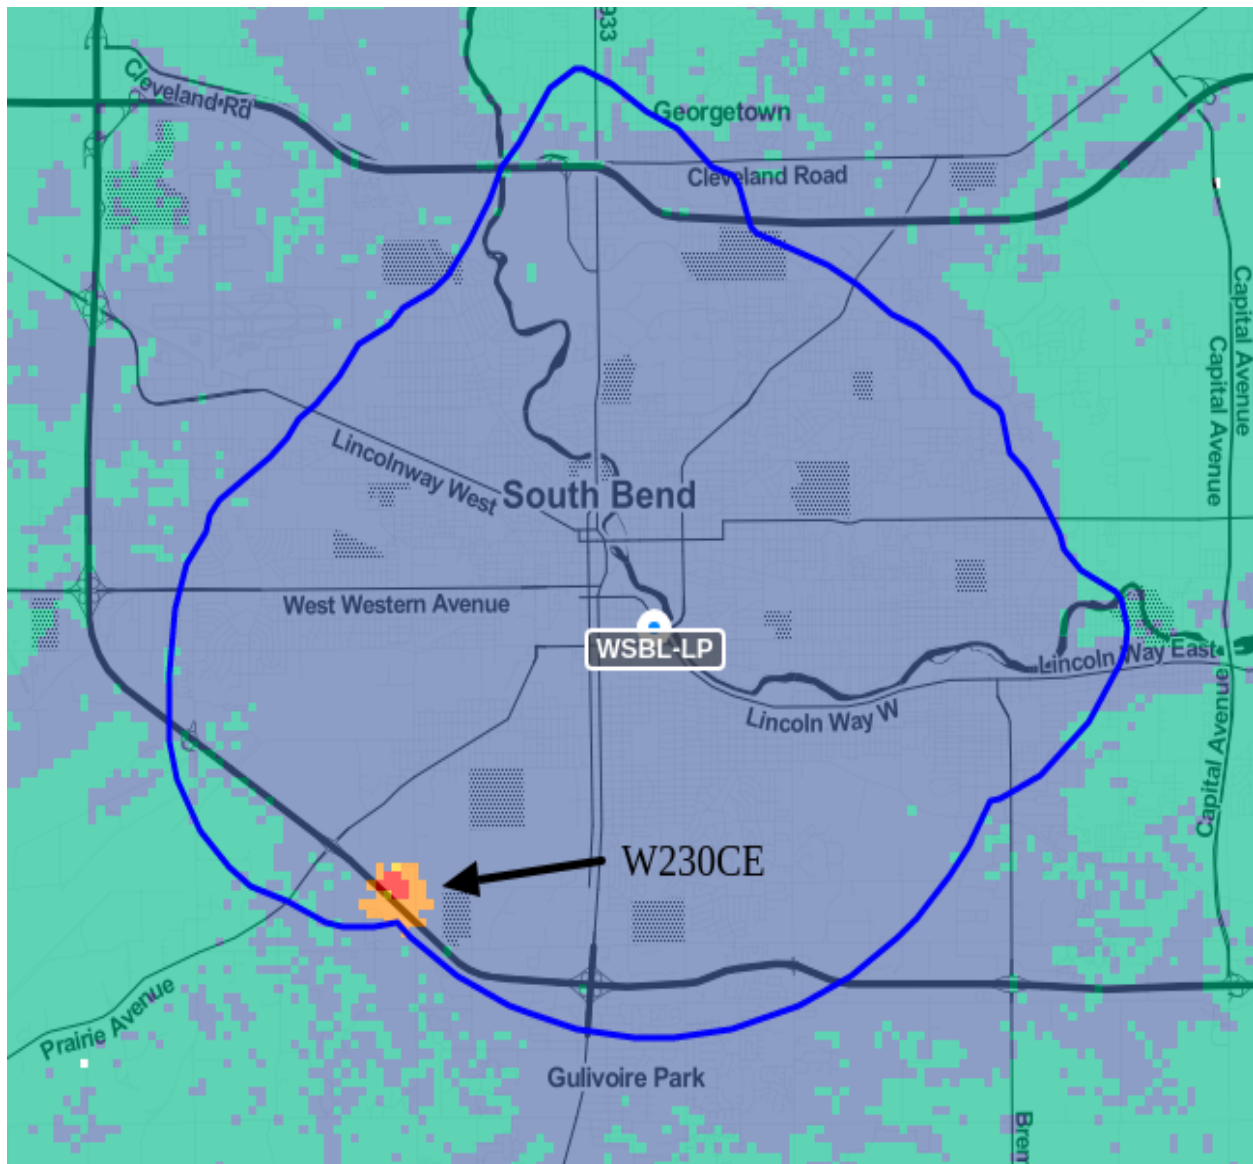 933
Cleveland Rd
Georgetown
Cleveland Road
Capital Avenue
Capital Avenue
Lincolnway West
South Bend
West Western Avenue
WSBL-LP
Lincoln Way East
Lincoln Way W
Capital Avenue
W230CE
Prairie Avenue
Gulivoire Park
Brem